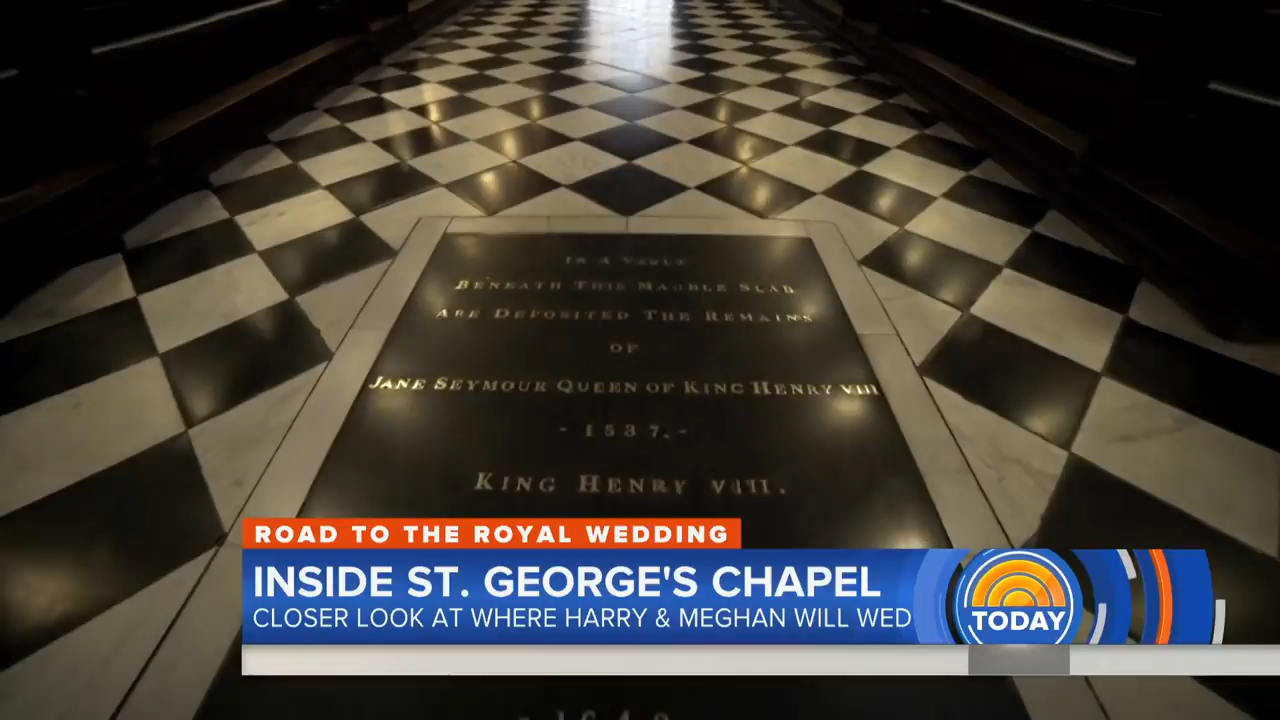 IN A VAULT
BENEATH THIS MARBLE SLAB
ARE DEPOSITED THE REMAINS
OF
JANE SEYMOUR QUEEN OF KING HENRY VIII
- 1537. -
KING HENRY VIII.
ROAD TO THE ROYAL WEDDING
INSIDE ST. GEORGE'S CHAPEL
CLOSER LOOK AT WHERE HARRY & MEGHAN WILL WED
TODAY